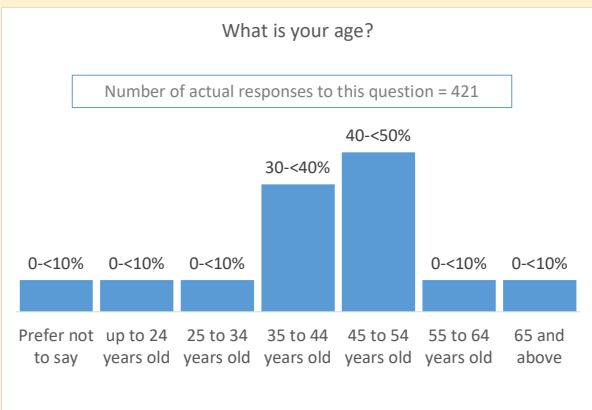 What is your age?
Number of actual responses to this question = 421
40-<50%
30-<40%
0-<10% 0-<10% 0-<10% 0-<10% 0-<10%
Prefer not up to 24 25 to 34 35 to 44 45 to 54 55 to 64 65 and
to say years old years old years old years old years old above